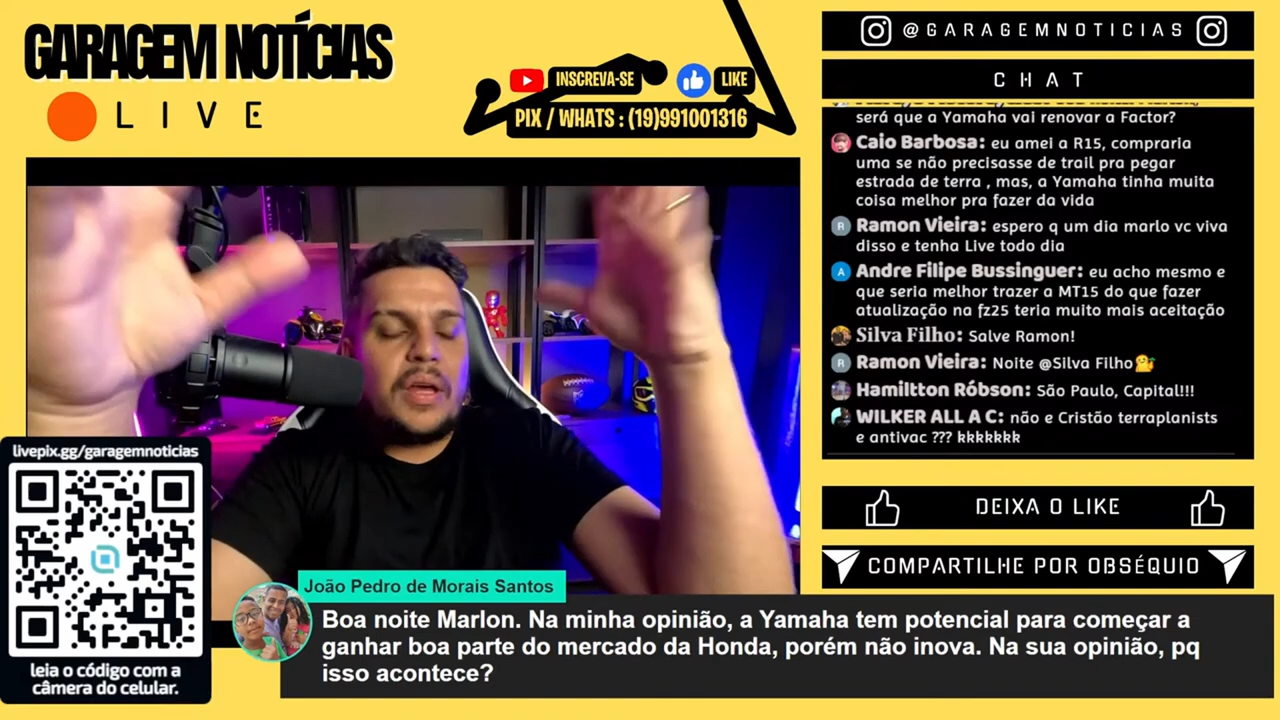 GARAGEM NOTÍCIAS
LIVE
INSCREVA-SE
LIKE
PIX / WHATS : (19)991001316
@GARAGEMNOTICIAS
CHAT
será que a Yamaha vai renovar a Factor?
Caio Barbosa: eu amei a R15, compraria
uma se não precisasse de trail pra pegar
estrada de terra , mas, a Yamaha tinha muita
coisa melhor pra fazer da vida
Ramon Vieira: espero q um dia marlo vc viva
disso e tenha Live todo dia
Andre Filipe Bussinguer: eu acho mesmo e
que seria melhor trazer a MT15 do que fazer
atualização na fz25 teria muito mais aceitação
Silva Filho: Salve Ramon!
Ramon Vieira: Noite @Silva Filho
Hamiltton Róbson: São Paulo, Capital!!!
WILKER ALL A C: não e Cristão terraplanists
e antivac ??? kkkkkkk
DEIXA O LIKE
COMPARTILHE POR OBSÉQUIO
livepix.gg/garagemnoticias
leia o código com a
câmera do celular.
João Pedro de Morais Santos
Boa noite Marlon. Na minha opinião, a Yamaha tem potencial para começar a
ganhar boa parte do mercado da Honda, porém não inova. Na sua opinião, pq
isso acontece?